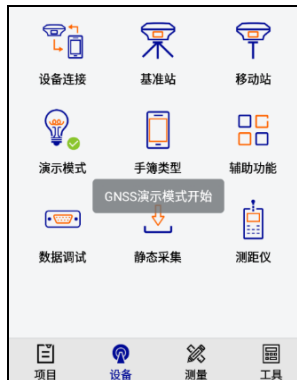 设备连接
基准站
移动站
演示模式
手簿类型
辅助功能
GNSS演示模式开始
数据调试
静态采集
测距仪
项目
设备
测量
工具